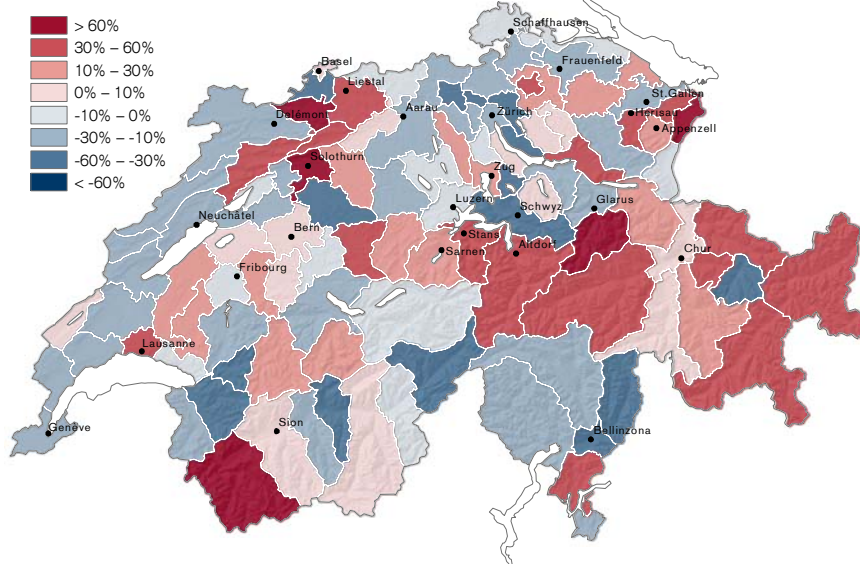 > 60%
30% – 60%
10% – 30%
0% – 10%
-10% – 0%
-30% – -10%
-60% – -30%
< -60%
Schaffhausen
Basel
Frauenfeld
Liestal
St.Gallen
Delémont
Aarau
Zürich
Herisau
Appenzell
Solothurn
Zug
Neuchâtel
Luzern
Schwyz
Glarus
Bern
Stans
Sarnen
Altdorf
Chur
Fribourg
Lausanne
Sion
Genève
Bellinzona